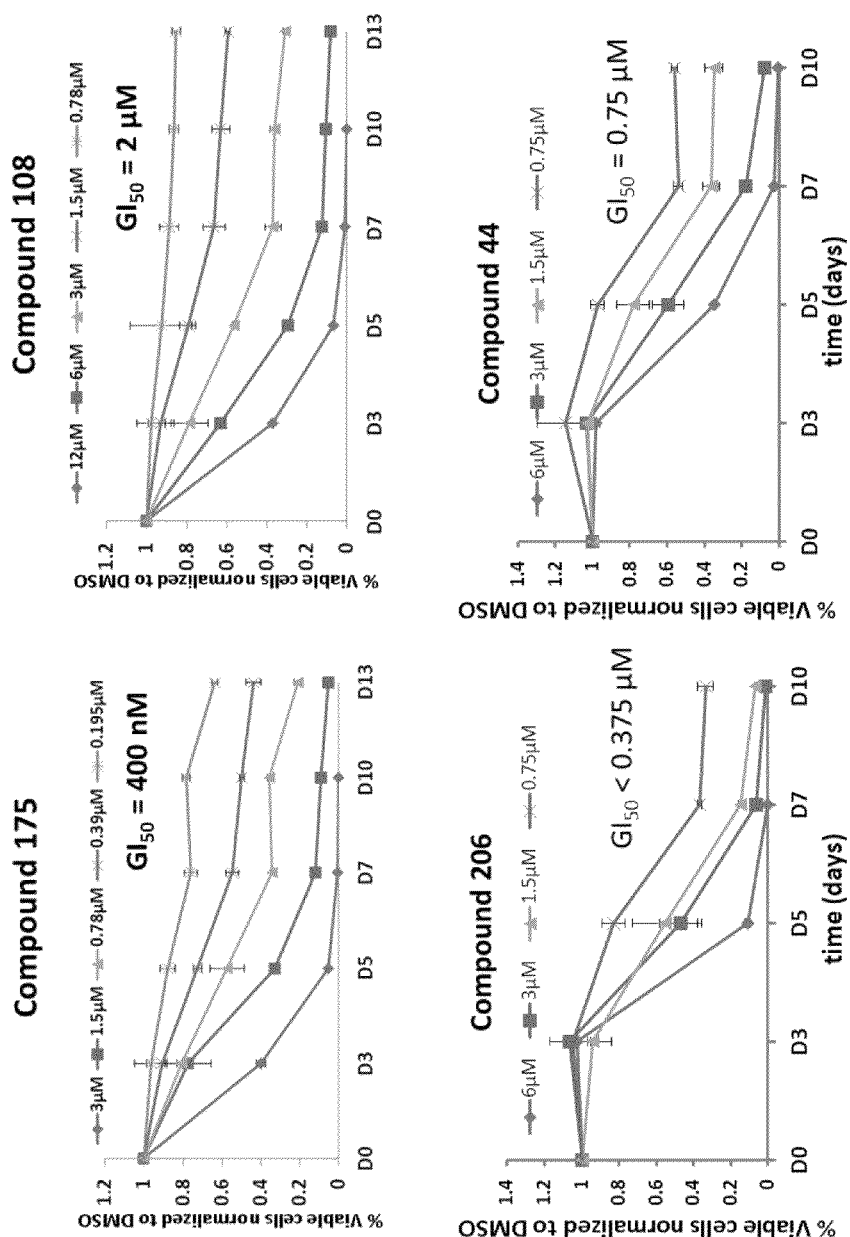 Compound 175
3µM 1.5µM 0.78µM 0.39µM 0.195µM
GI50 = 400 nM
% Viable cells normalized to DMSO
1.2
1
0.8
0.6
0.4
0.2
0
D0 D3 D5 D7 D10 D13
Compound 108
12µM 6µM 3µM 1.5µM 0.78µM
GI50 = 2 µM
% Viable cells normalized to DMSO
1.2
1
0.8
0.6
0.4
0.2
0
D0 D3 D5 D7 D10 D13
Compound 206
6µM 3µM 1.5µM 0.75µM
GI50 < 0.375 µM
% Viable cells normalized to DMSO
1.4
1.2
1
0.8
0.6
0.4
0.2
0
D0 D3 D5 D7 D10
time (days)
Compound 44
6µM 3µM 1.5µM 0.75µM
GI50 = 0.75 µM
% Viable cells normalized to DMSO
1.4
1.2
1
0.8
0.6
0.4
0.2
0
D0 D3 D5 D7 D10
time (days)